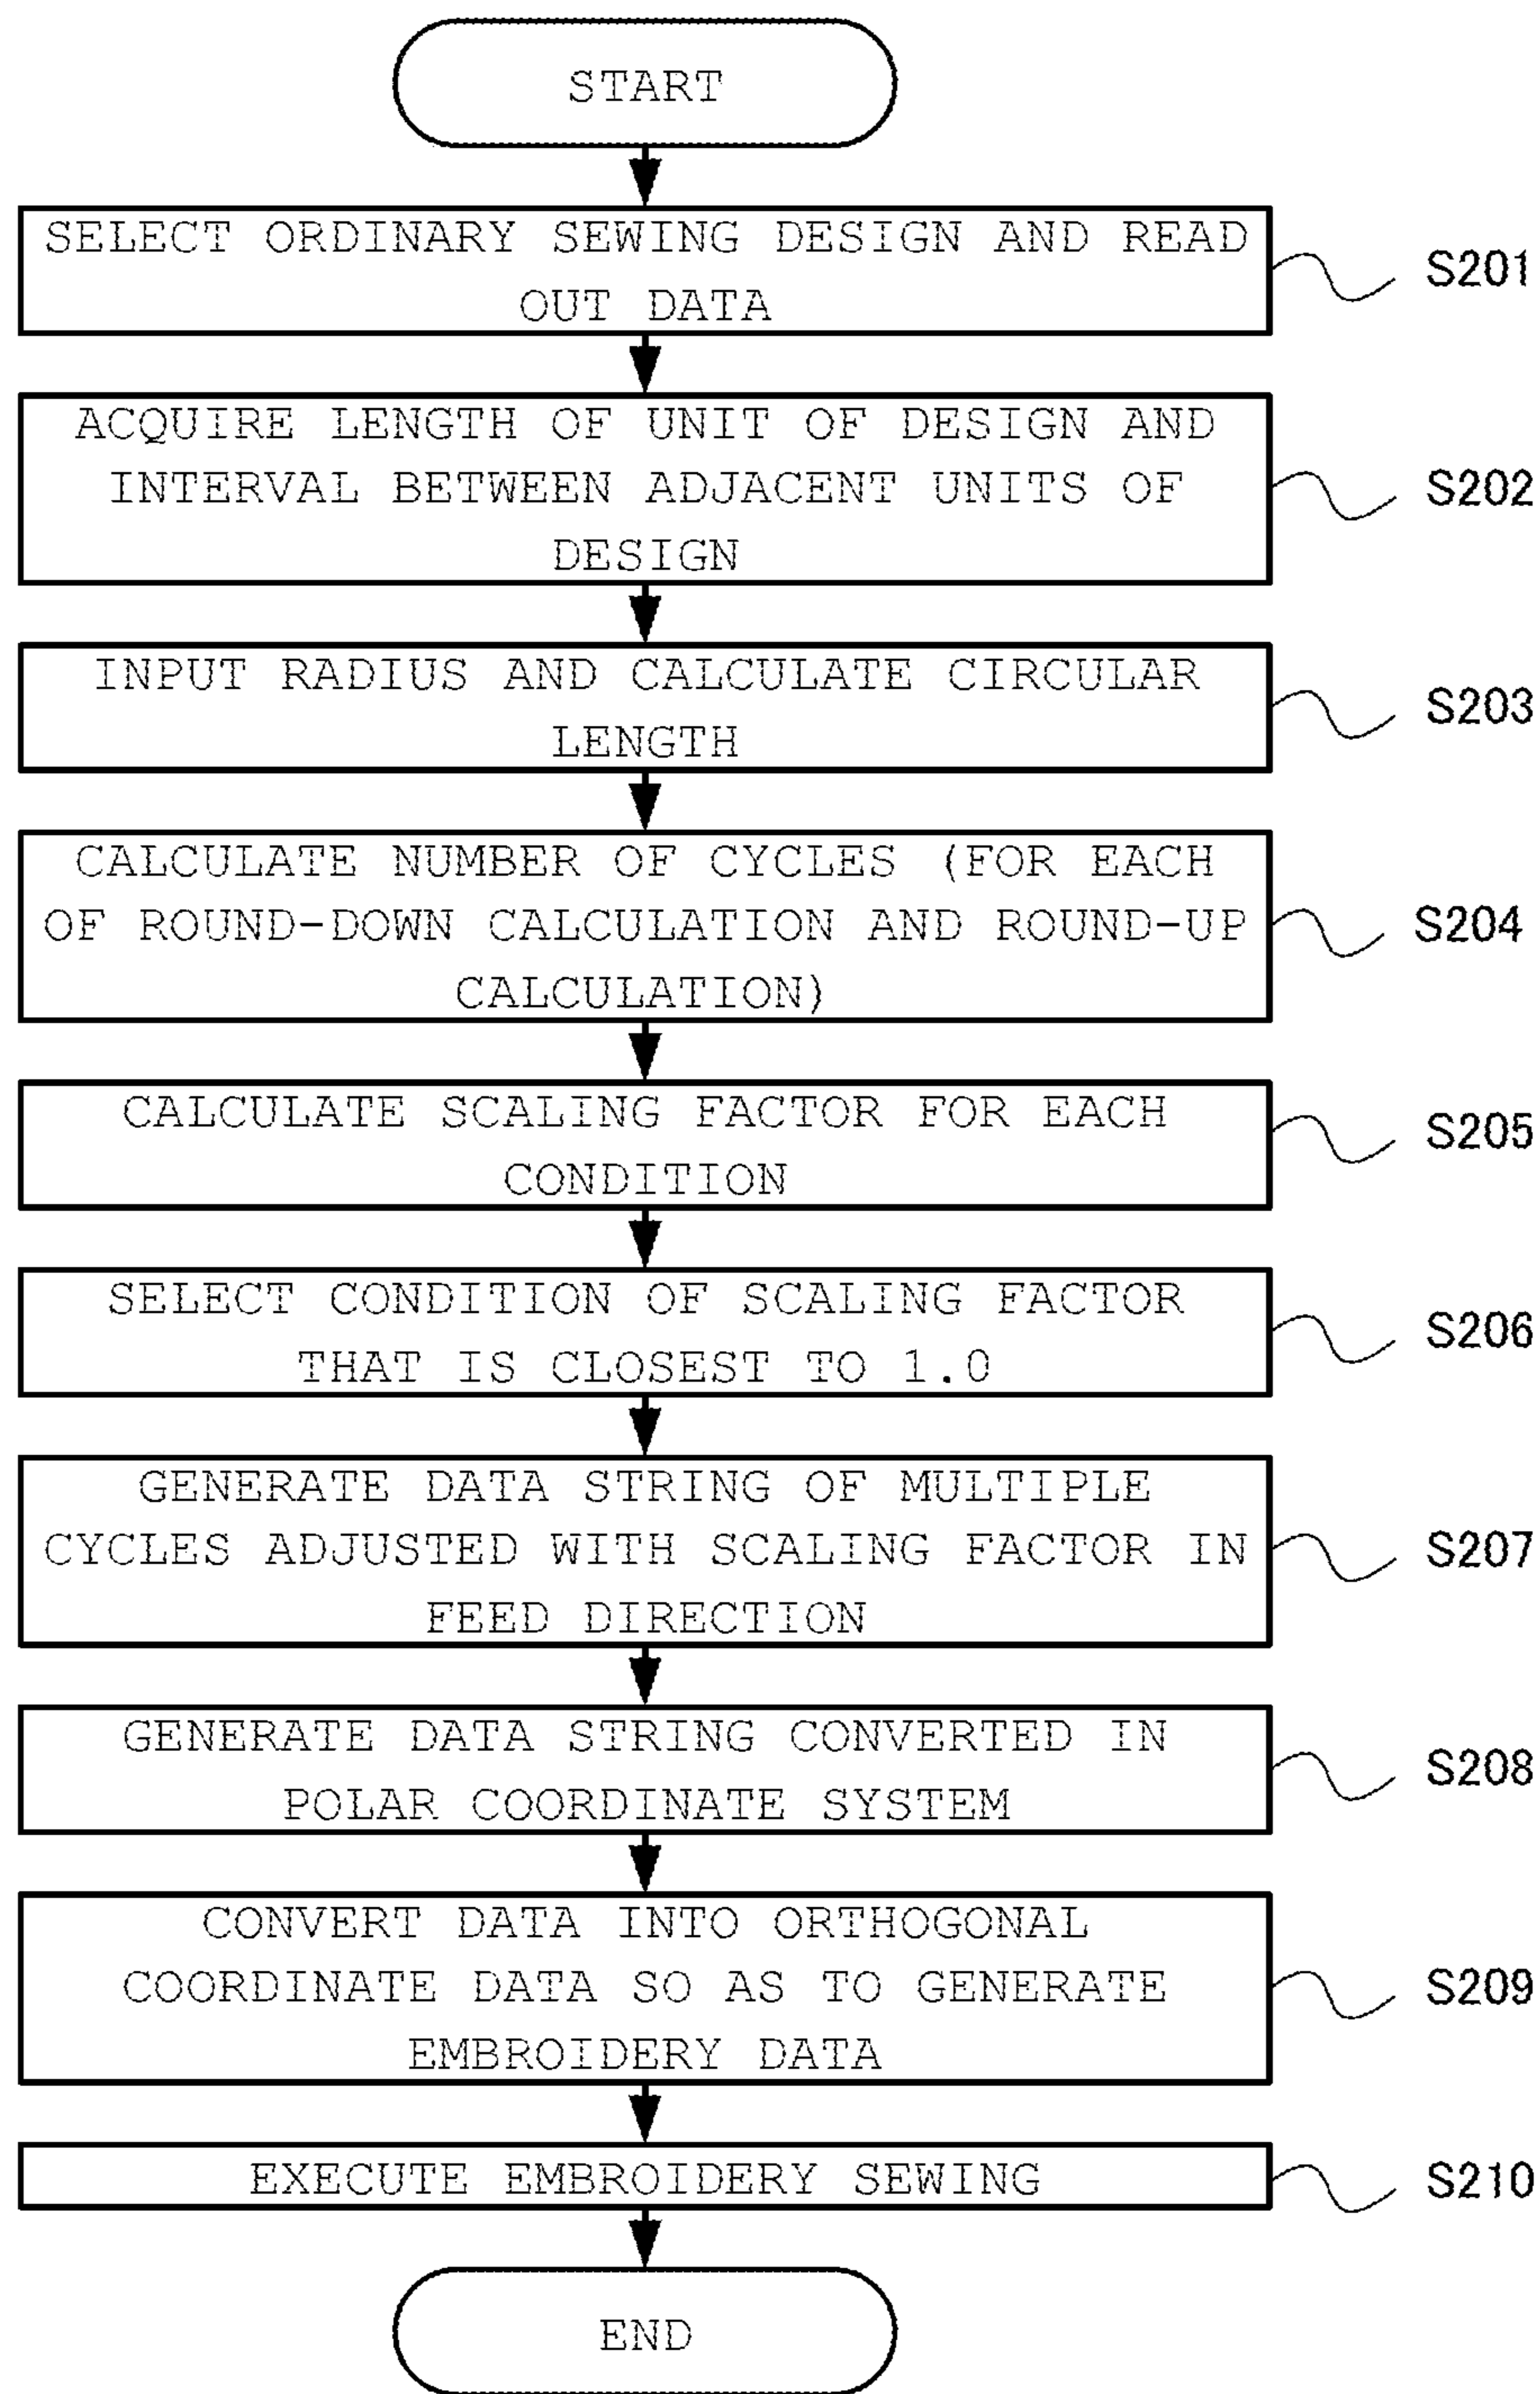 START
SELECT ORDINARY SEWING DESIGN AND READ
OUT DATA
S201
ACQUIRE LENGTH OF UNIT OF DESIGN AND
INTERVAL BETWEEN ADJACENT UNITS OF
DESIGN
S202
INPUT RADIUS AND CALCULATE CIRCULAR
LENGTH
S203
CALCULATE NUMBER OF CYCLES (FOR EACH
OF ROUND-DOWN CALCULATION AND ROUND-UP
CALCULATION)
S204
CALCULATE SCALING FACTOR FOR EACH
CONDITION
S205
SELECT CONDITION OF SCALING FACTOR
THAT IS CLOSEST TO 1.0
S206
GENERATE DATA STRING OF MULTIPLE
CYCLES ADJUSTED WITH SCALING FACTOR IN
FEED DIRECTION
S207
GENERATE DATA STRING CONVERTED IN
POLAR COORDINATE SYSTEM
S208
CONVERT DATA INTO ORTHOGONAL
COORDINATE DATA SO AS TO GENERATE
EMBROIDERY DATA
S209
EXECUTE EMBROIDERY SEWING
S210
END